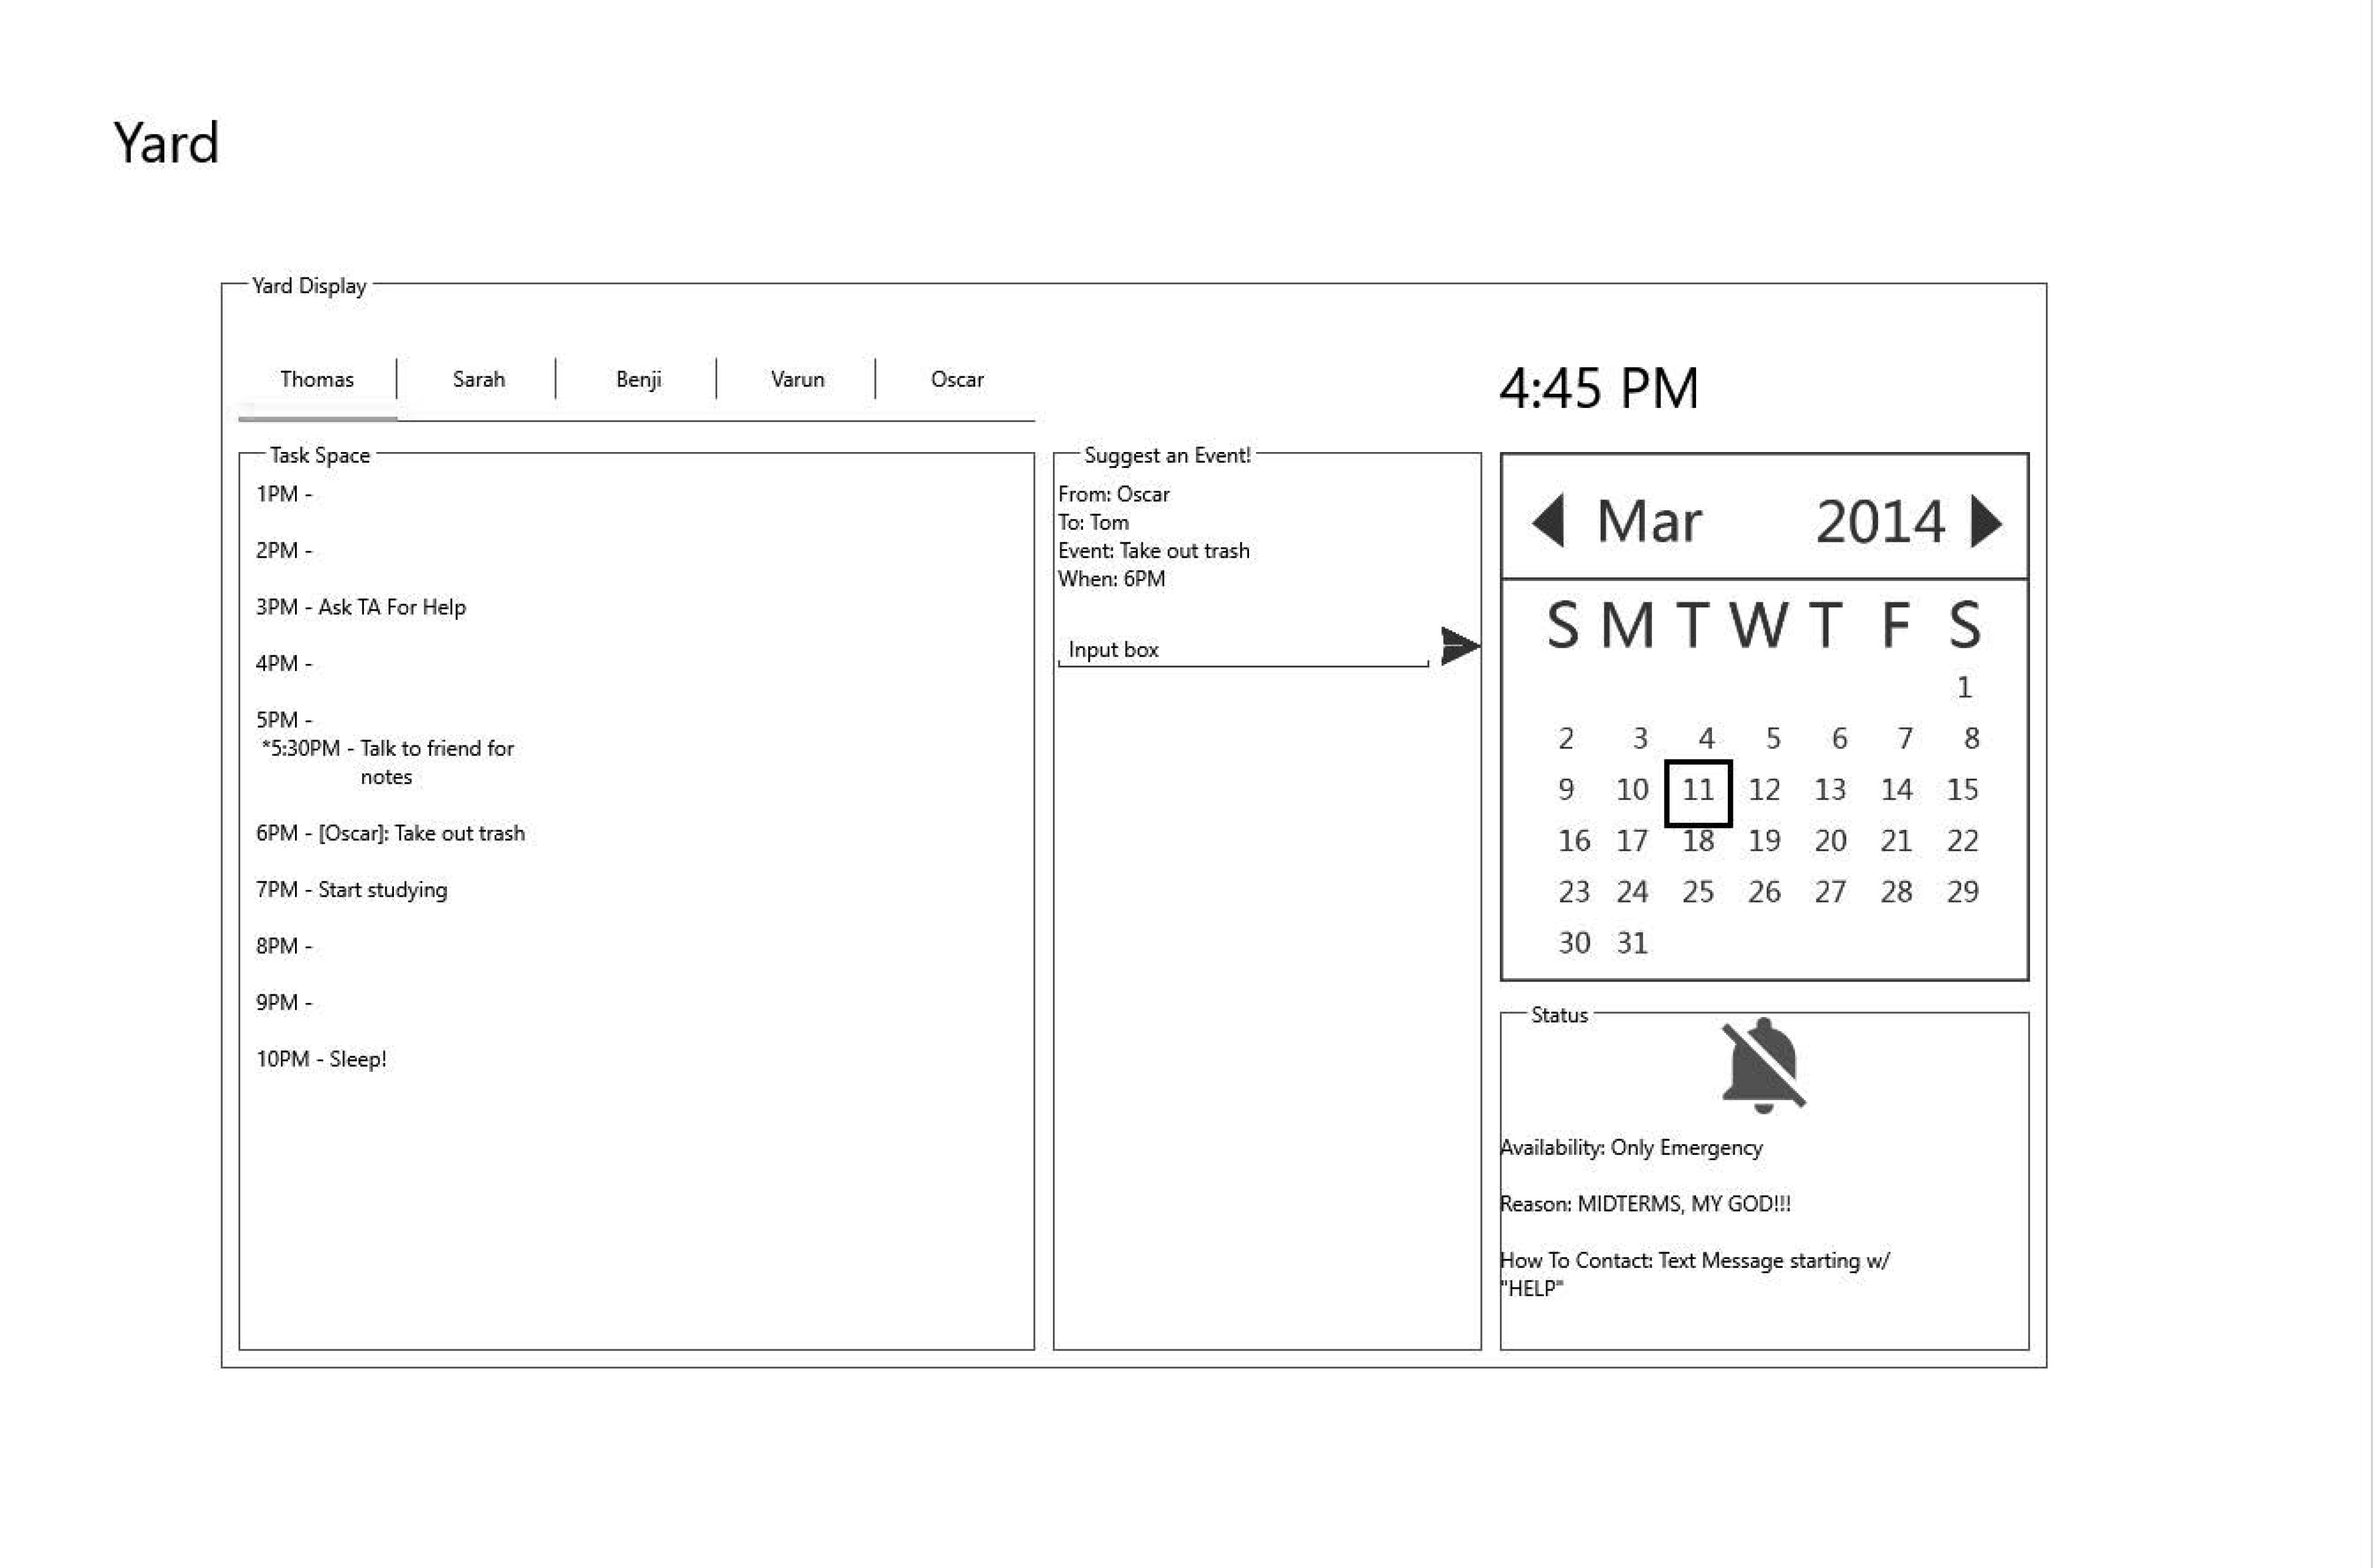 Yard
Yard Display
Thomas Sarah Benji Varun Oscar
4:45 PM
Task Space
1PM -
2PM -
3PM - Ask TA For Help
4PM -
5PM -
*5:30PM - Talk to friend for
notes
6PM - [Oscar]: Take out trash
7PM - Start studying
8PM -
9PM -
10PM - Sleep!
Suggest an Event!
From: Oscar
To: Tom
Event: Take out trash
When: 6PM
Input box
Mar 2014
S M T W T F S
1
2 3 4 5 6 7 8
9 10 11 12 13 14 15
16 17 18 19 20 21 22
23 24 25 26 27 28 29
30 31
Status
Availability: Only Emergency
Reason: MIDTERMS, MY GOD!!!
How To Contact: Text Message starting w/
"HELP"